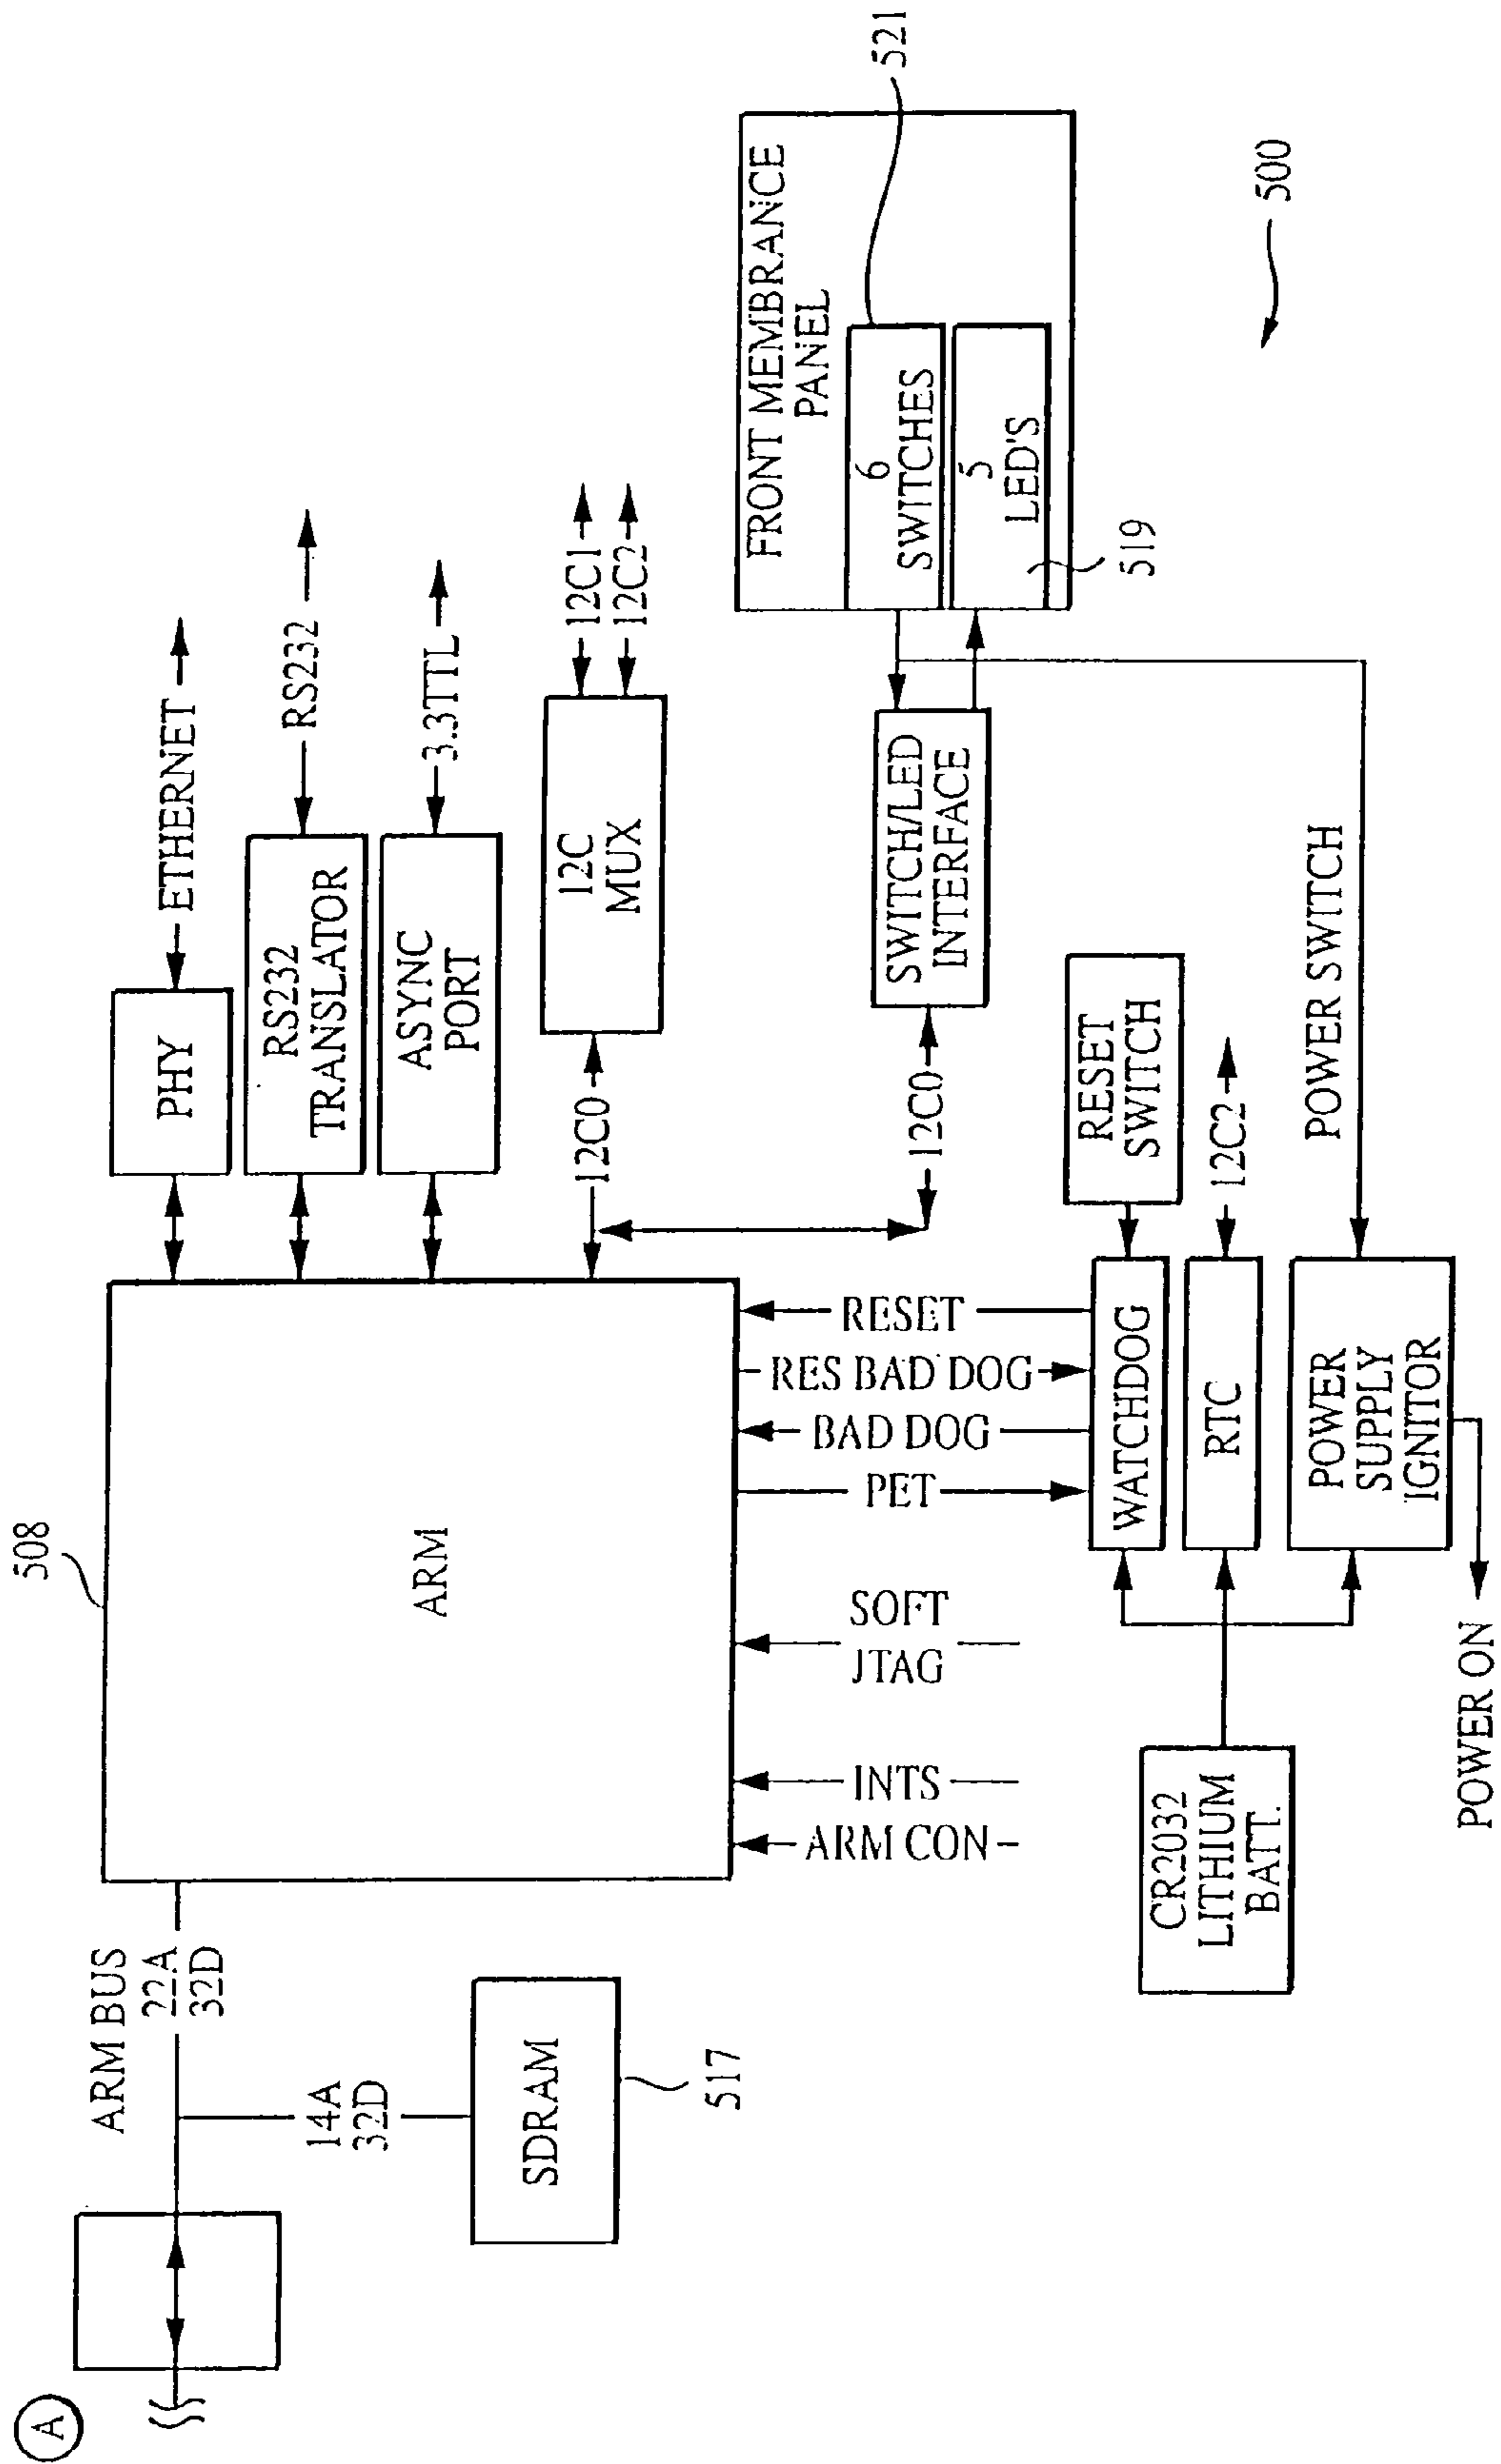 A
ARM BUS
22A
32D
14A
32D
SDRAM
517
508
ARM
PHY
ETHERNET
RS232
TRANSLATOR
RS232
ASYNC
PORT
3.3TTL
12C0
12C
MUX
12C1
12C2
12C0
SWITCH/LED
INTERFACE
FRONT MEMBRANCE
PANEL
6
SWITCHES
5
LED'S
521
519
500
ARM CON
INTS
SOFT
JTAG
PET
BAD DOG
RES BAD DOG
RESET
WATCHDOG
RESET
SWITCH
RTC
12C2
POWER
SUPPLY
IGNITOR
POWER SWITCH
CR2032
LITHIUM
BATT.
POWER ON